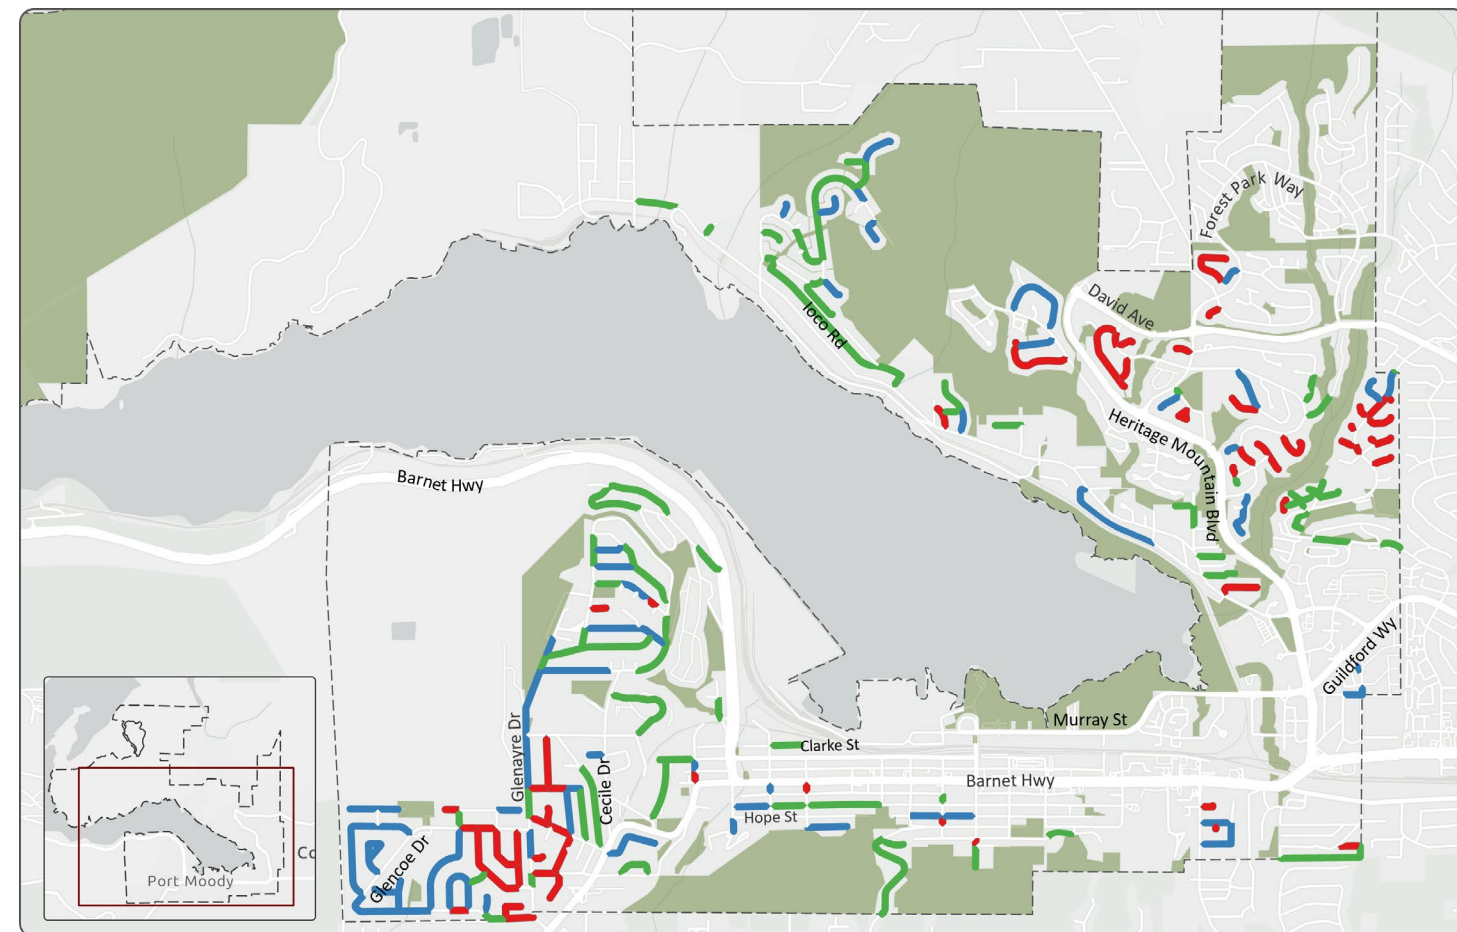 Forest Park Way
David Ave
Ioco Rd
Heritage Mountain Blvd
Barnet Hwy
Guildford Wy
Murray St
Glenayre Dr
Clarke St
Cecile Dr
Barnet Hwy
Hope St
Glencoe Dr
Co
Port Moody